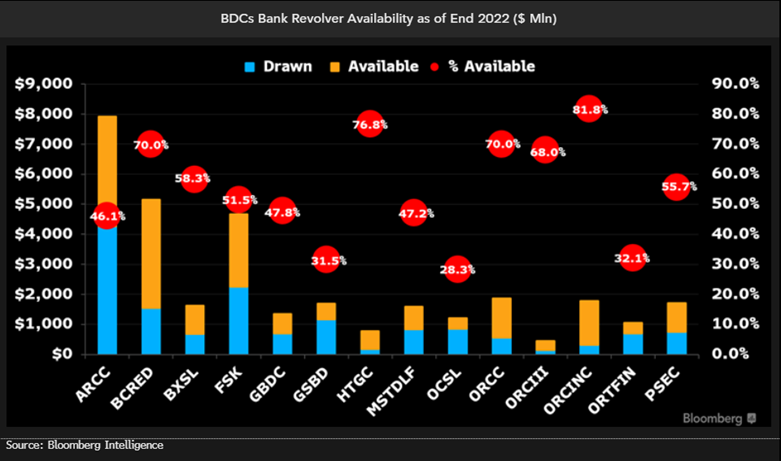 BDCs Bank Revolver Availability as of End 2022 ($ Mln)
Drawn Available % Available
$9,000 90.0%
$8,000 80.0%
$7,000 70.0%
$6,000 60.0%
$5,000 50.0%
$4,000 40.0%
$3,000 30.0%
$2,000 20.0%
$1,000 10.0%
$0 0.0%
46.1% 70.0% 58.3% 51.5% 47.8% 31.5% 76.8% 47.2% 28.3% 70.0% 68.0% 81.8% 32.1% 55.7%
ARCC BCRED BXSL FSK GBDC GSBD HTGC MSTDLF OCSL ORCC ORCIII ORCINC ORTFIN PSEC
Bloomberg
Source: Bloomberg Intelligence